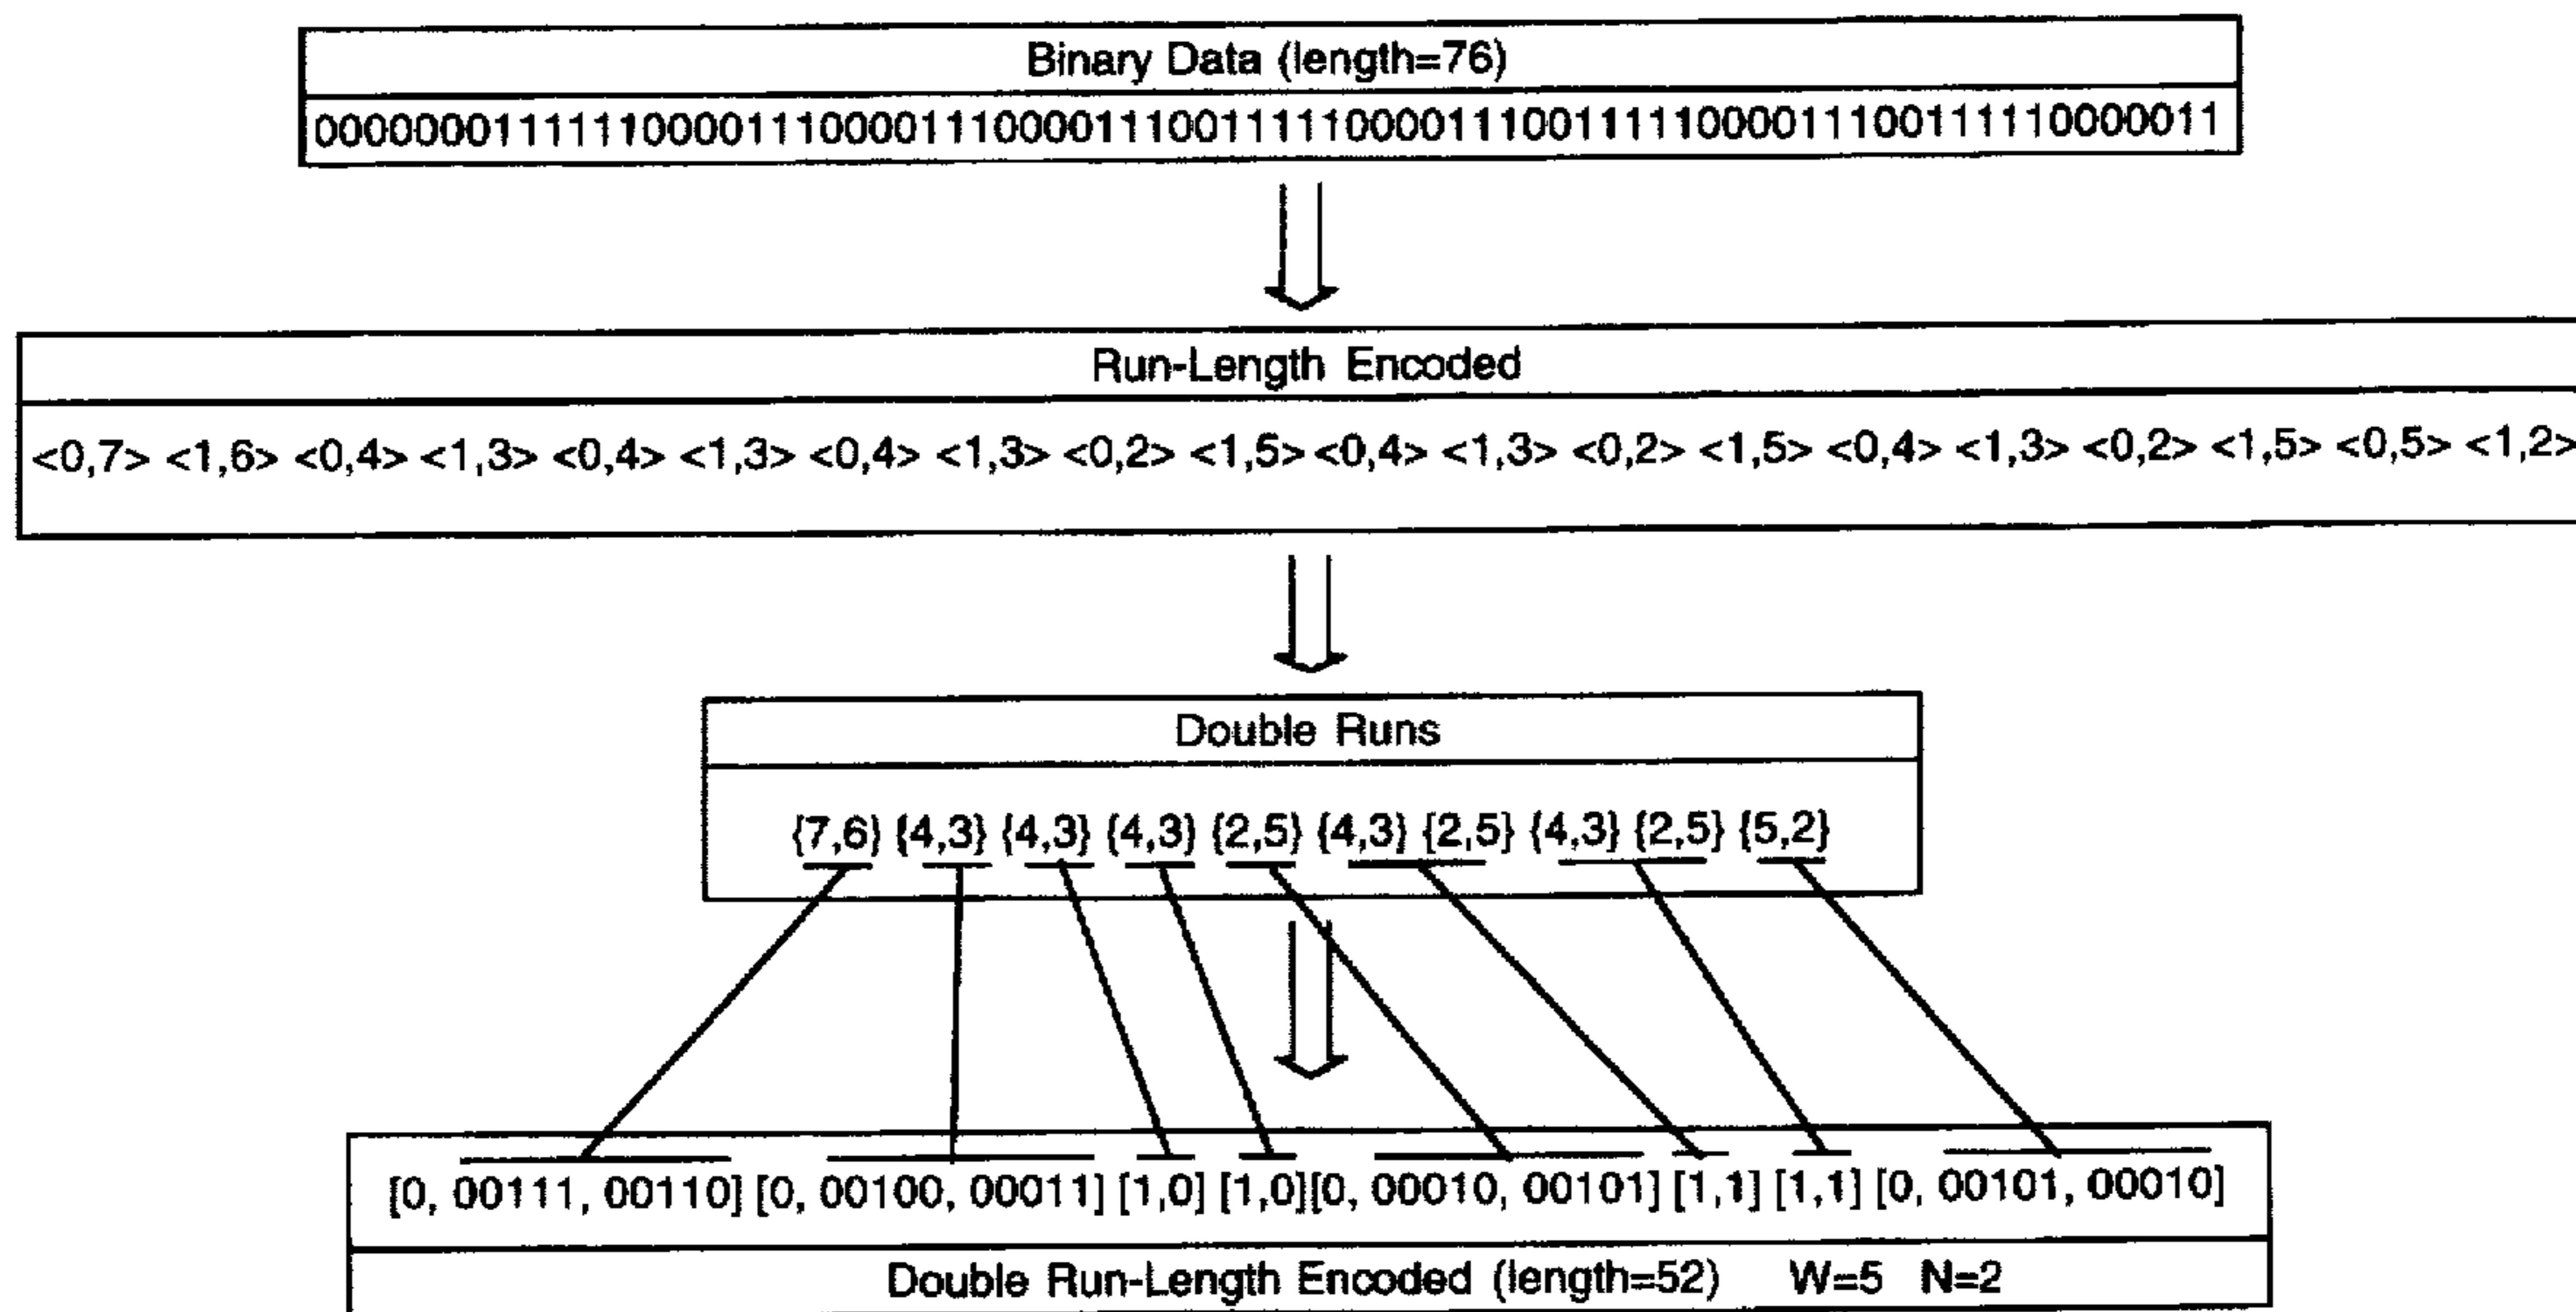 Binary Data (length=76)
0000000111111000011100001110000111001111100001110011111000011100111110000011
Run-Length Encoded
<0,7> <1,6> <0,4> <1,3> <0,4> <1,3> <0,4> <1,3> <0,2> <1,5> <0,4> <1,3> <0,2> <1,5> <0,4> <1,3> <0,2> <1,5> <0,5> <1,2>
Double Runs
{7,6} {4,3} {4,3} {4,3} {2,5} {4,3} {2,5} {4,3} {2,5} {5,2}
[0, 00111, 00110] [0, 00100, 00011] [1,0] [1,0][0, 00010, 00101] [1,1] [1,1] [0, 00101, 00010]
Double Run-Length Encoded (length=52) W=5 N=2